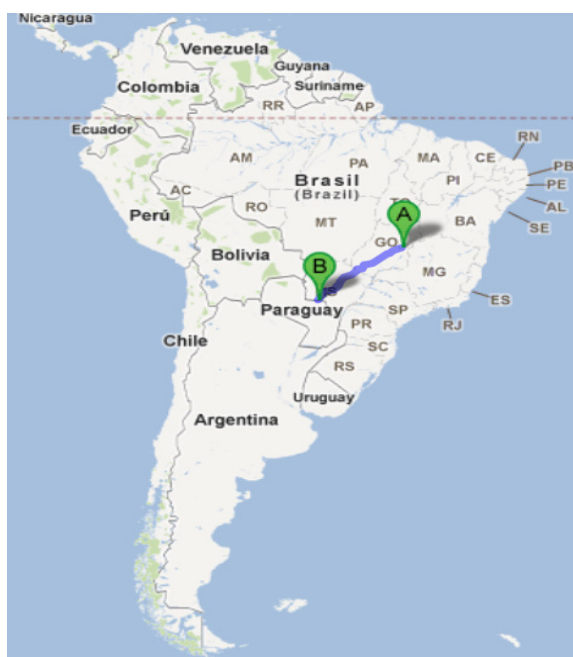 Nicaragua
Venezuela
Guyana
Suriname
Colombia
RR
AP
Ecuador
RN
AM
PA
MA
CE
PB
Brasil
(Brazil)
PI
PE
AC
RO
AL
Perú
MT
A
BA
SE
GO
Bolivia
B
MG
ES
Paraguay
SP
RJ
PR
Chile
SC
RS
Uruguay
Argentina